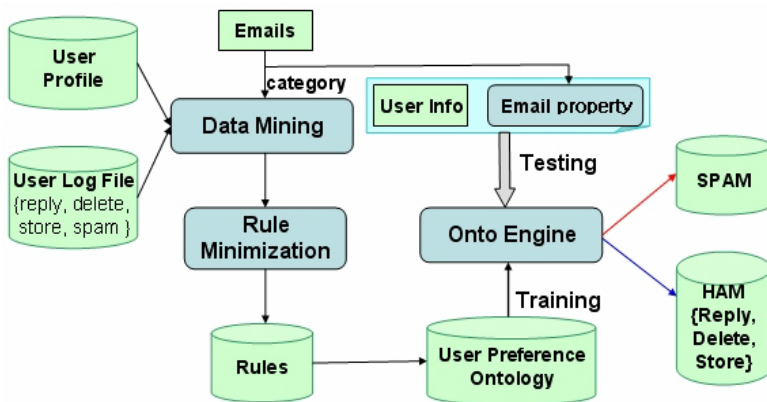 Emails
User
Profile
category
Data Mining
User Info
Email property
User Log File
{reply, delete,
store, spam }
Testing
SPAM
Rule
Minimization
Onto Engine
Training
HAM
{Reply,
Delete,
Store}
Rules
User Preference
Ontology